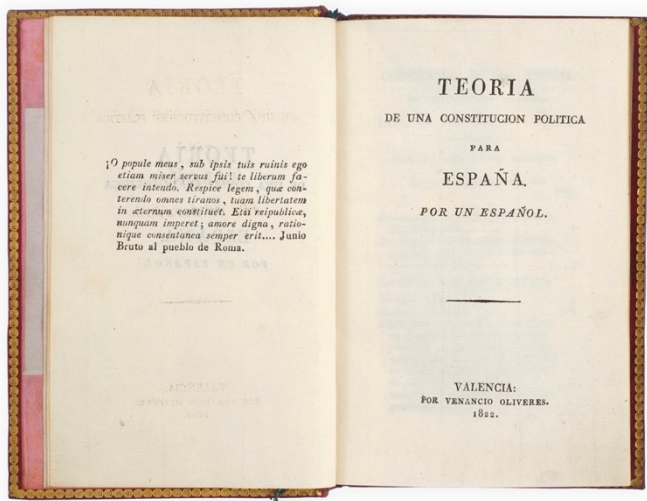 ¡O popule meus, sub ipsis tuis ruinis ego
etiam miser servus fui! te liberum fa-
cere intendo. Respice legem, quæ con-
terendo omnes tiranos, tuam libertatem
in æternum constituet. Etsi reipublicæ,
nunquam imperet; amore digna, ratio-
nique consentanea semper erit.... Junio
Bruto al pueblo de Roma.
TEORIA
DE UNA CONSTITUCION POLITICA
PARA
ESPAÑA.
POR UN ESPAÑOL.
VALENCIA:
POR VENANCIO OLIVERES.
1822.